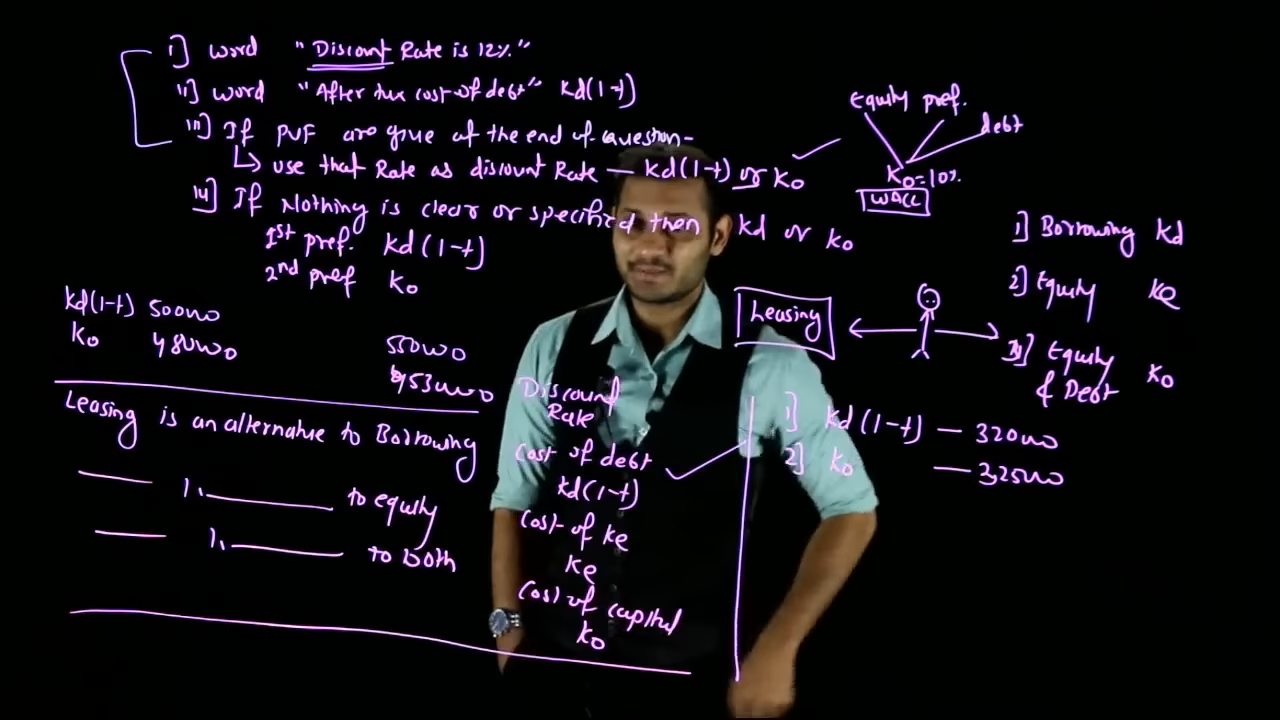 i] word "Discount Rate is 12%."
ii] word "After tax cost of debt" kd(1-t)
iii] If PVF are give at the end of question-
↳ use that Rate as discount Rate — kd(1-t) or ko
iv] If Nothing is clear or specified then kd or ko
1st pref. kd(1-t)
2nd pref ko
Equity pref. debt
ko=10%
WACC
1] Borrowing kd
2] Equity ke
3] Equity & Debt ko
Leasing
kd(1-t) 50000
ko 480000
550000
Leasing is an alternative to Borrowing
—— 1, ———— to equity
—— 1, ———— to both
Discount
Rate
cost of debt
kd(1-t)
cost of ke
ke
cost of capital
ko
1] kd(1-t) — 32000
2] ko — 32500